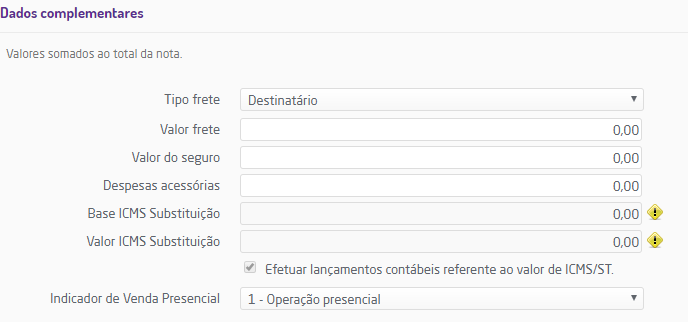 Dados complementares
Valores somados ao total da nota.
Tipo frete Destinatário
Valor frete 0,00
Valor do seguro 0,00
Despesas acessórias 0,00
Base ICMS Substituição 0,00
Valor ICMS Substituição 0,00
Efetuar lançamentos contábeis referente ao valor de ICMS/ST.
Indicador de Venda Presencial 1 - Operação presencial